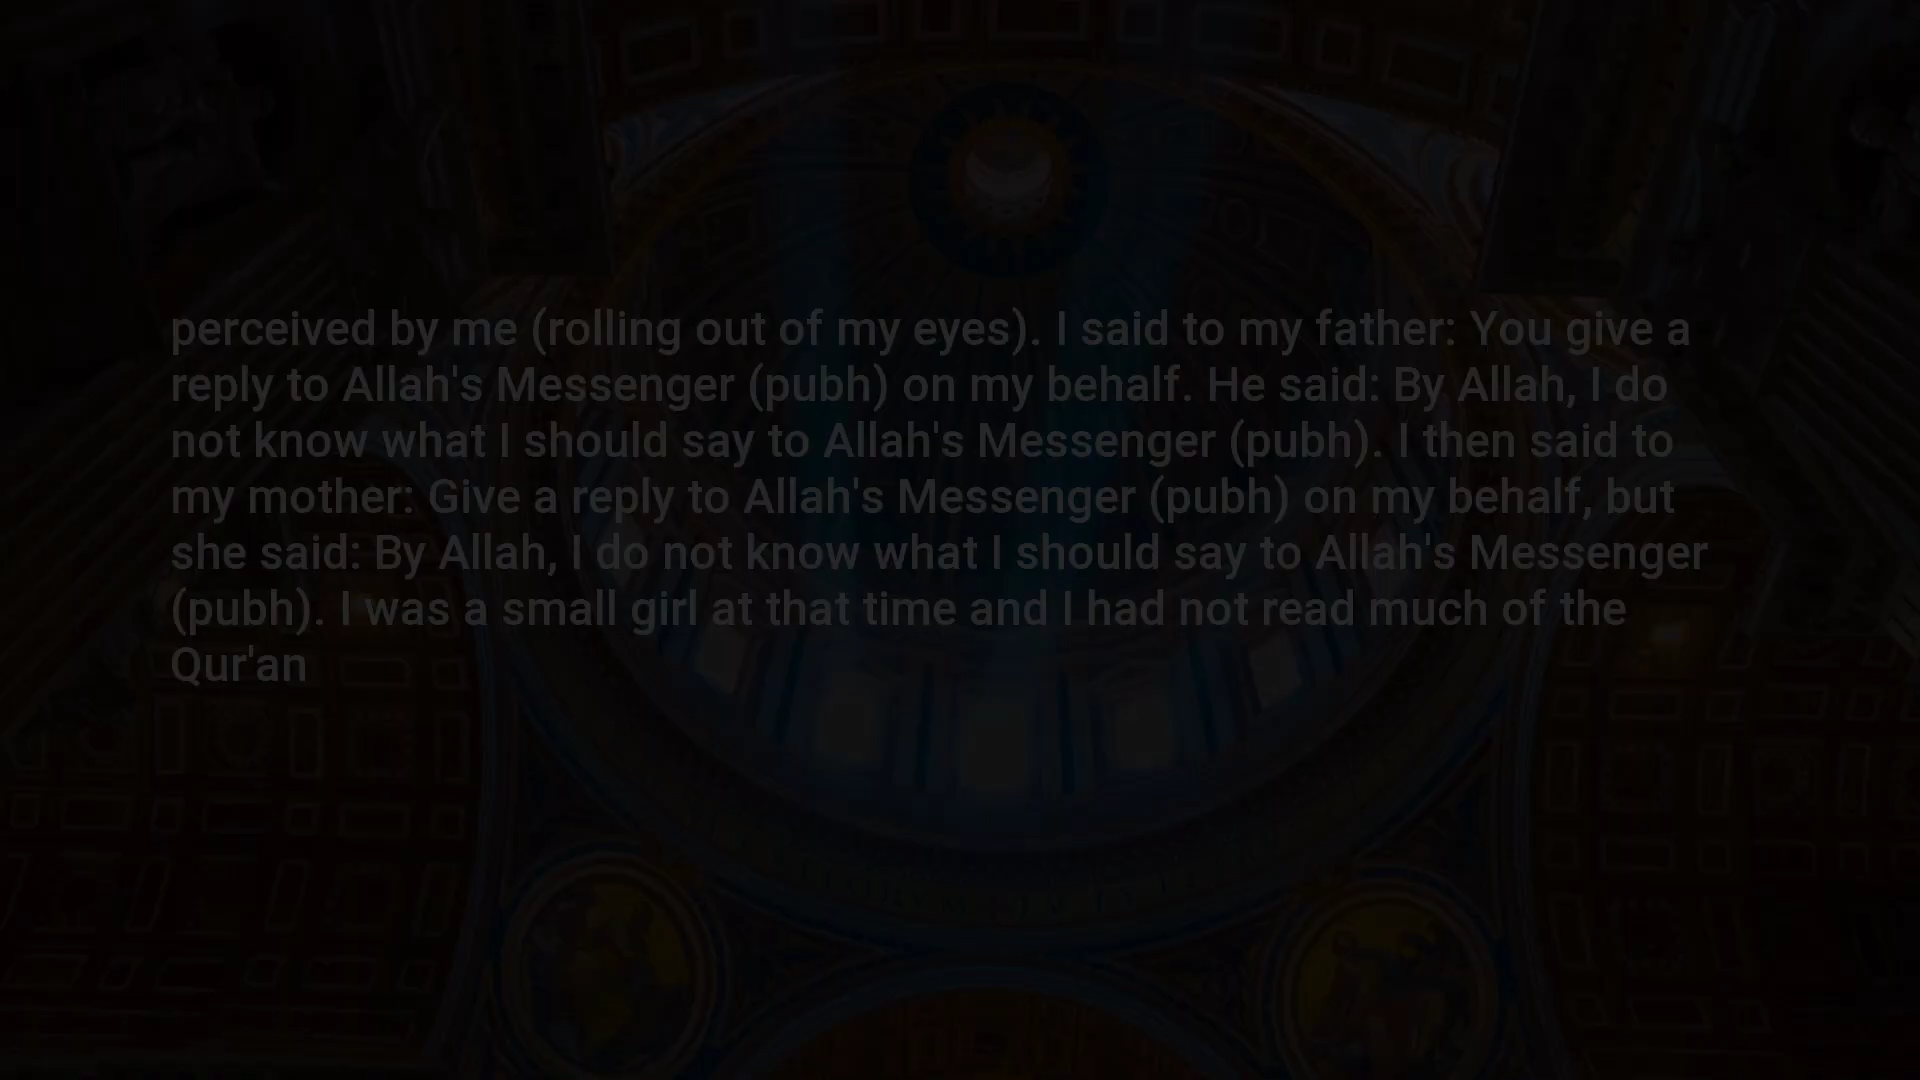 perceived by me (rolling out of my eyes). I said to my father: You give a
reply to Allah's Messenger (pubh) on my behalf. He said: By Allah, I do
not know what I should say to Allah's Messenger (pubh). I then said to
my mother: Give a reply to Allah's Messenger (pubh) on my behalf, but
she said: By Allah, I do not know what I should say to Allah's Messenger
(pubh). I was a small girl at that time and I had not read much of the
Qur'an